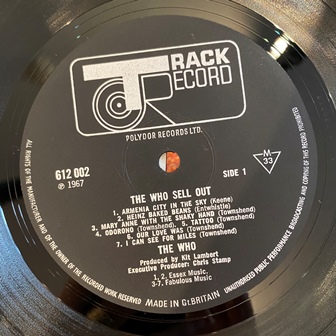 TRACK
RECORD
POLYDOR RECORDS LTD.
612 002
℗ 1967
SIDE 1
M
33
THE WHO SELL OUT
1. ARMENIA CITY IN THE SKY (Keene)
2. HEINZ BAKED BEANS (Entwhistle)
3. MARY ANNE WITH THE SHAKY HAND (Townshend)
4. ODORONO (Townshend) 5. TATTOO (Townshend)
6. OUR LOVE WAS (Townshend)
7. I CAN SEE FOR MILES (Townshend)
THE WHO
Produced by Kit Lambert
Executive Producer: Chris Stamp
1, 2. Essex Music.
3-7. Fabulous Music
MADE IN Gt. BRITAIN
ALL RIGHTS OF THE MANUFACTURER AND OF THE OWNER OF THE RECORDED WORK RESERVED
UNAUTHORISED PUBLIC PERFORMANCE BROADCASTING AND COPYING OF THIS RECORD PROHIBITED